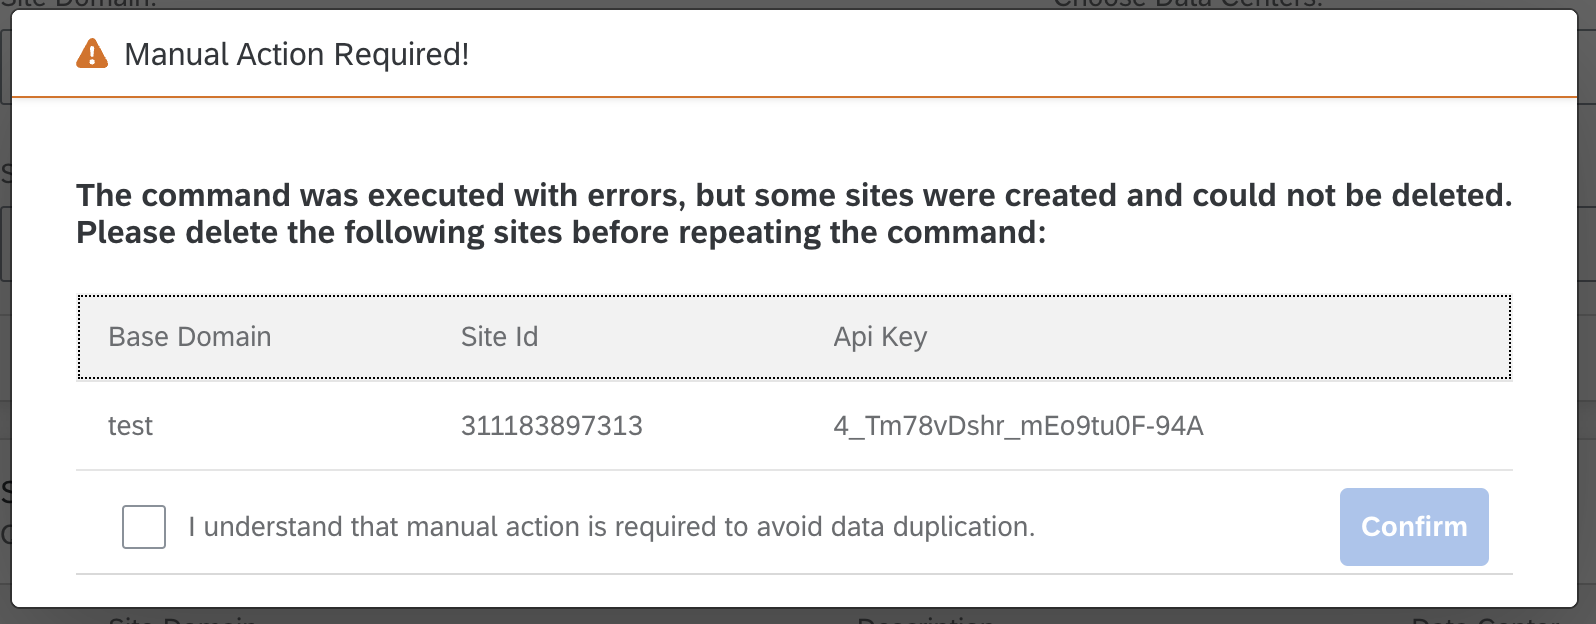 Site Domain:
Choose Data Centers:
Manual Action Required!
The command was executed with errors, but some sites were created and could not be deleted.
Please delete the following sites before repeating the command:
Base Domain Site Id Api Key
test 311183897313 4_Tm78vDshr_mEo9tu0F-94A
I understand that manual action is required to avoid data duplication.
Confirm
Site Domain Description Data Center